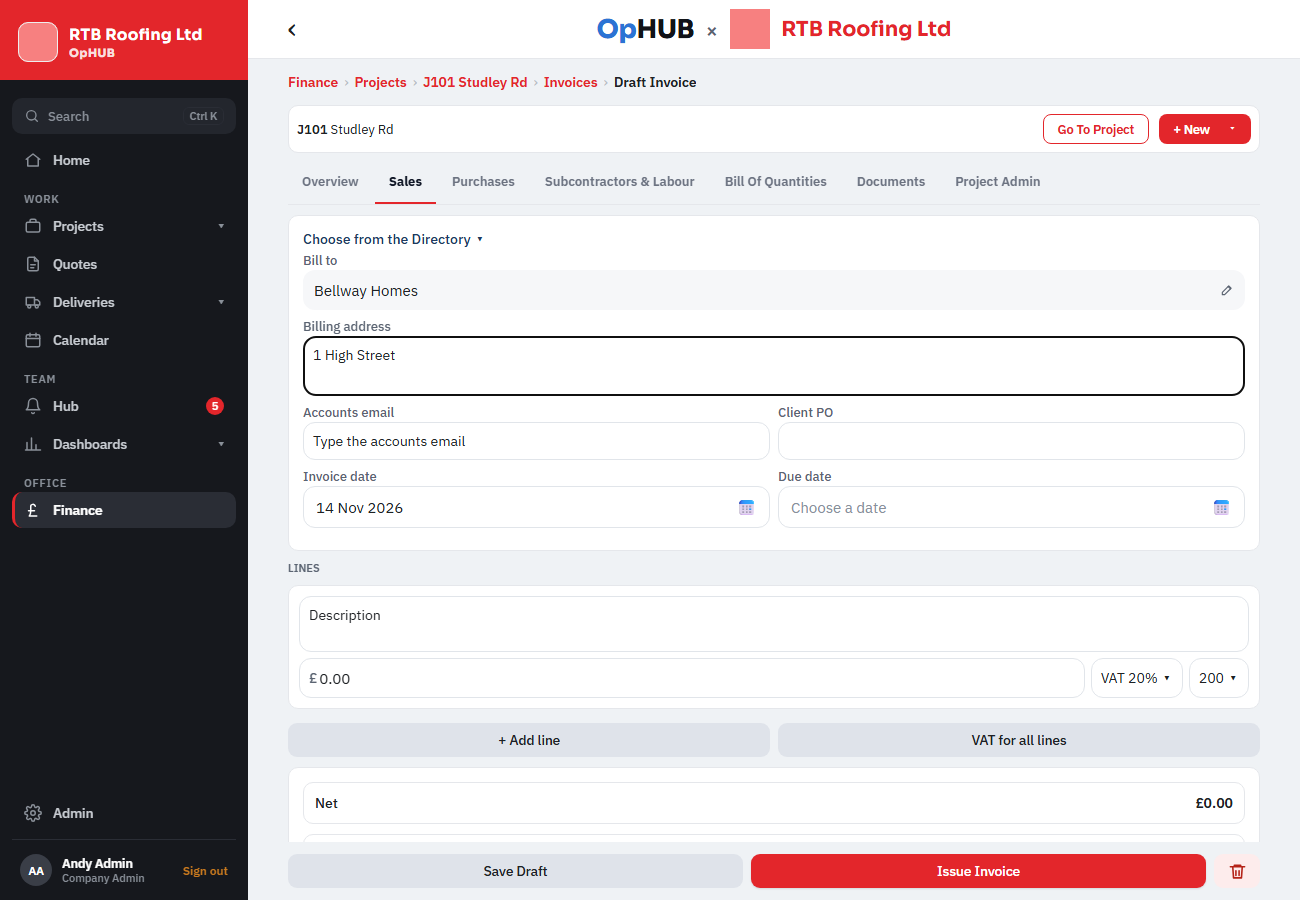 RTB Roofing Ltd
OpHUB
Search Ctrl K
Home
WORK
Projects
Quotes
Deliveries
Calendar
TEAM
Hub 5
Dashboards
OFFICE
£ Finance
Admin
AA Andy Admin
Company Admin
Sign out
OpHUB × RTB Roofing Ltd
Finance › Projects › J101 Studley Rd › Invoices › Draft Invoice
J101 Studley Rd
Go To Project
+ New
Overview Sales Purchases Subcontractors & Labour Bill Of Quantities Documents Project Admin
Choose from the Directory
Bill to
Bellway Homes
Billing address
1 High Street
Accounts email Client PO
Type the accounts email
Invoice date Due date
14 Nov 2026 Choose a date
LINES
Description
£ 0.00 VAT 20% 200
+ Add line VAT for all lines
Net £0.00
Save Draft Issue Invoice